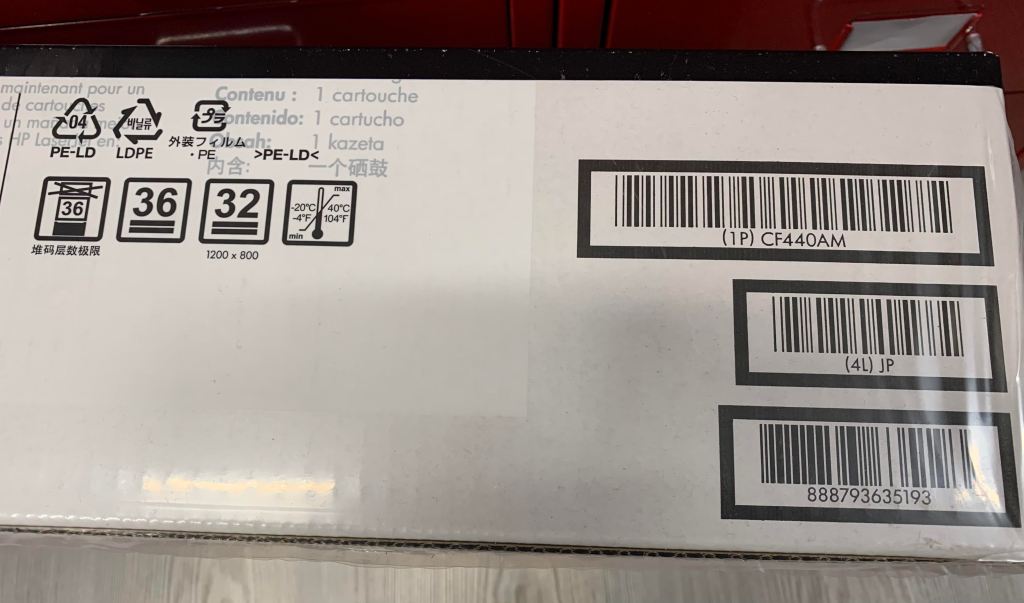 maintenant pour un
de cartouches
HP LaserJet en:
Contenu : 1 cartouche
Contenido: 1 cartucho
Obsah: 1 kazeta
内含: 一个硒鼓
04
PE-LD
비닐류
LDPE
プラ
外装フィルム
・PE
>PE-LD<
36
堆码层数极限
36
32
1200 x 800
max
-20°C 40°C
-4°F 104°F
min
(1P) CF440AM
(4L) JP
888793635193